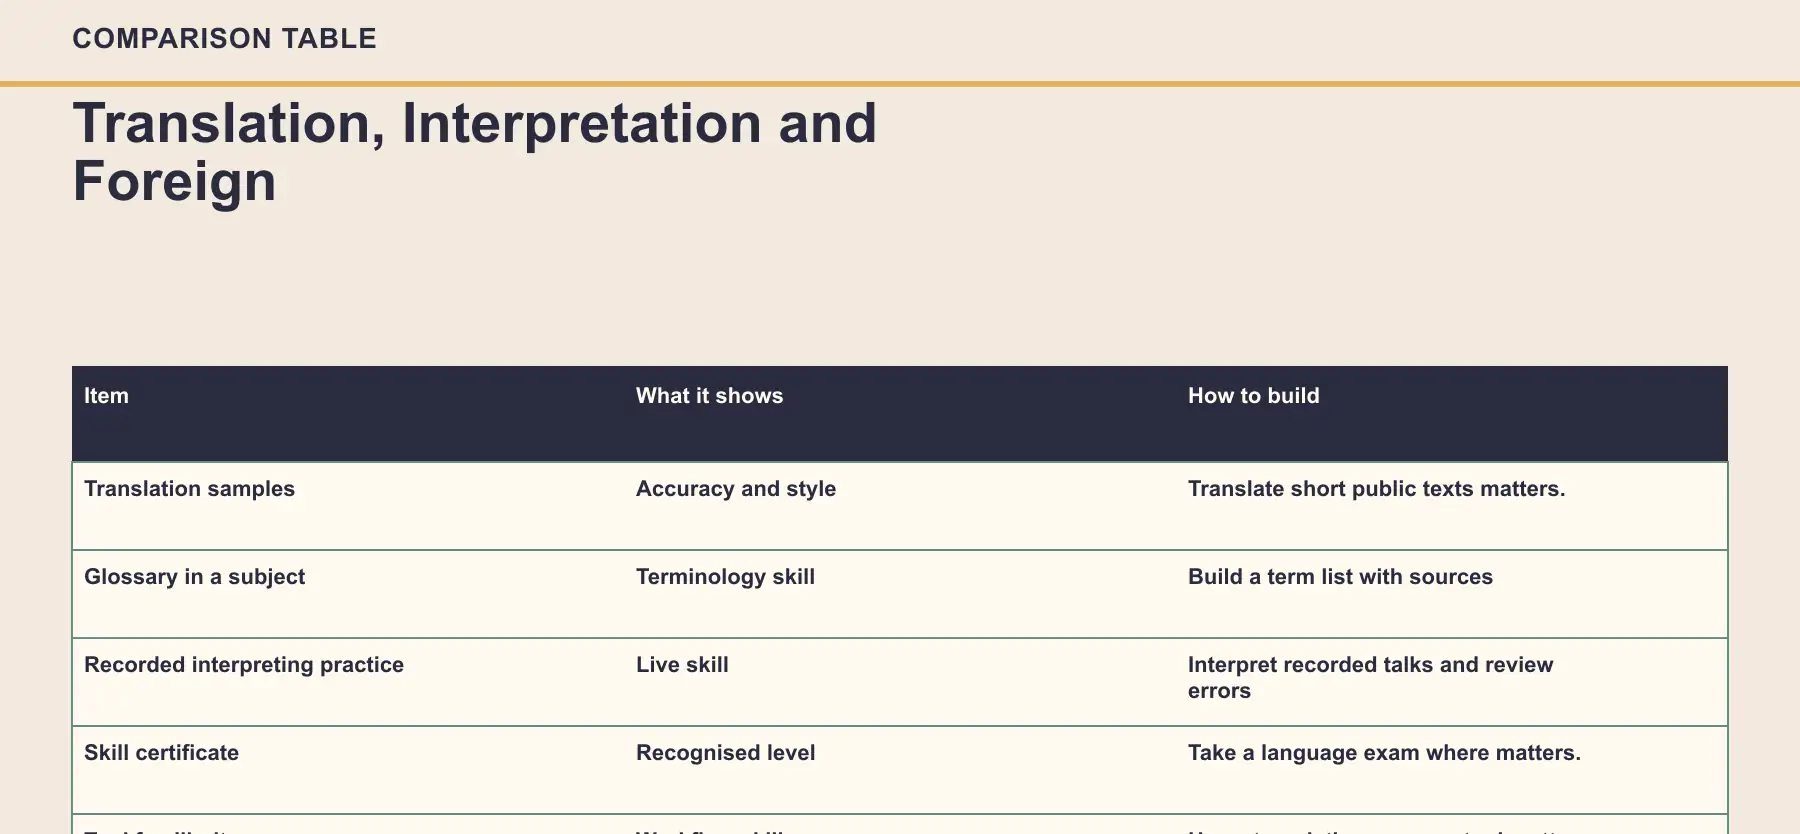 COMPARISON TABLE
Translation, Interpretation and
Foreign
Item What it shows How to build
Translation samples Accuracy and style Translate short public texts matters.
Glossary in a subject Terminology skill Build a term list with sources
Recorded interpreting practice Live skill Interpret recorded talks and review
errors
Skill certificate Recognised level Take a language exam where matters.